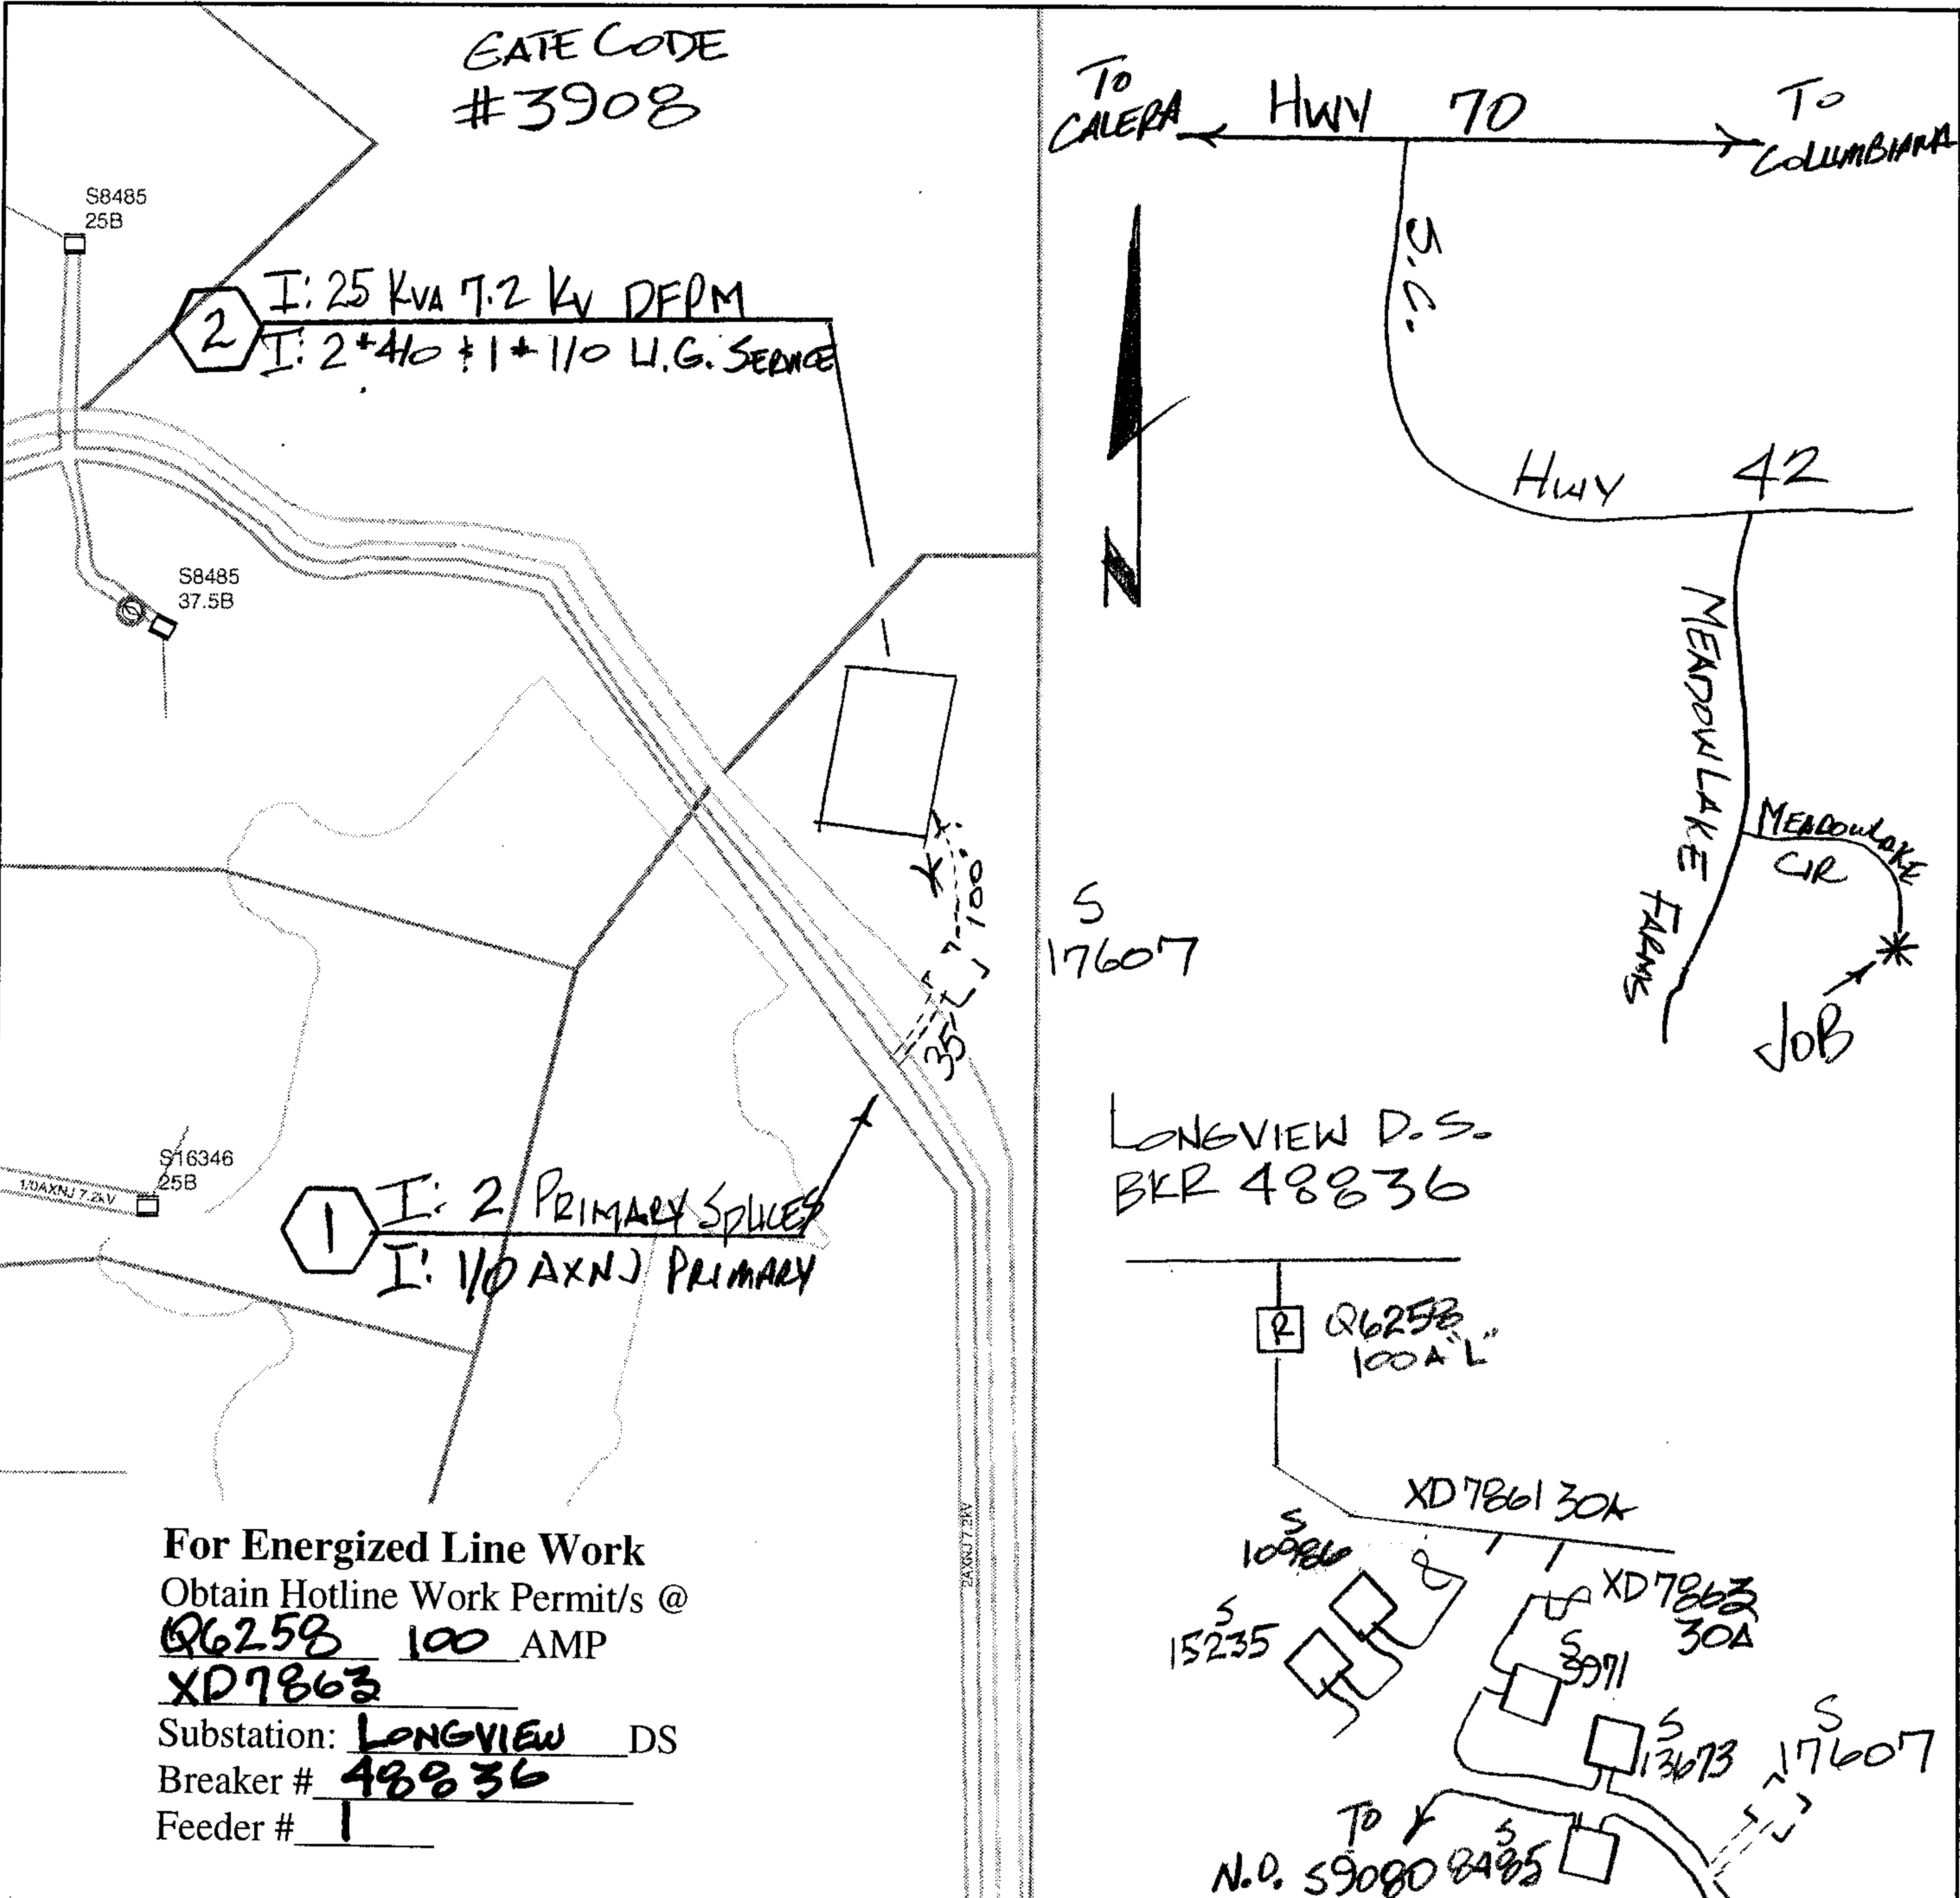 GATE CODE
#3908
S8485
25B
2
I: 25 KVA 7.2 KV DFPM
I: 2#4/0 & 1#1/0 U.G. SERVICE
S8485
37.5B
X
X
100'
35'
S
17607
S16346
25B
1/0AXNJ 7.2kV
1
I: 2 PRIMARY SPLICES
I: 1/0 AXNJ PRIMARY
2AXNJ 7.2kV
For Energized Line Work
Obtain Hotline Work Permit/s @
Q6258 100 AMP
XD7863
Substation: LONGVIEW DS
Breaker # 48836
Feeder # 1
TO
CALERA
HWY 70
TO
COLUMBIANA
S.C.
HWY 42
N
MEADOWLAKE FARMS
MEADOWLAKE
CIR
JOB
LONGVIEW D.S.
BKR 48836
R
Q6258
100A"L"
XD7861 30A
S
10986
S
15235
XD7863
30A
S
3971
S
13673
S
17607
TO
N.O. S9080
S
8485